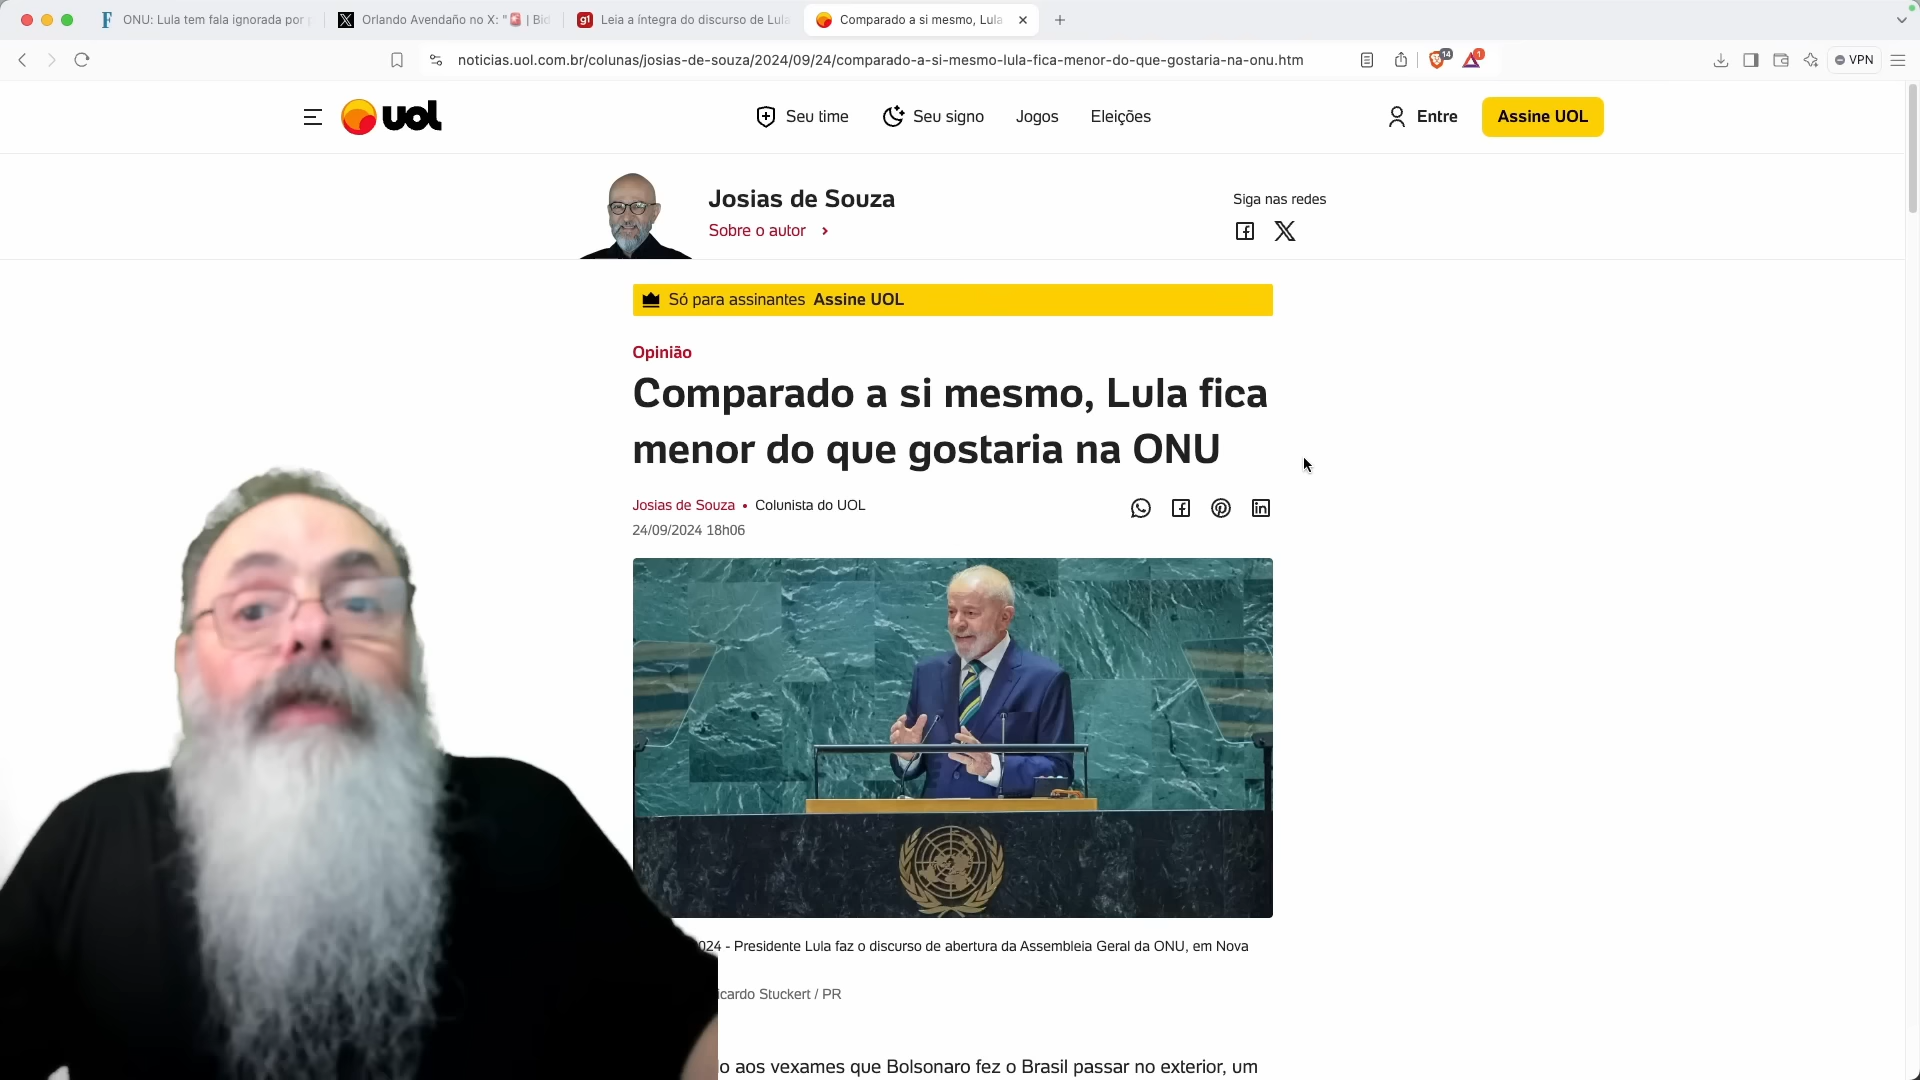 ONU: Lula tem fala ignorada por
Orlando Avendaño no X: "🚨 | Bid
Leia a íntegra do discurso de Lula
Comparado a si mesmo, Lula
noticias.uol.com.br/colunas/josias-de-souza/2024/09/24/comparado-a-si-mesmo-lula-fica-menor-do-que-gostaria-na-onu.htm
14
1
VPN
UOL
Seu time
Seu signo
Jogos
Eleições
Entre
Assine UOL
Josias de Souza
Sobre o autor
Siga nas redes
Só para assinantes Assine UOL
Opinião
Comparado a si mesmo, Lula fica
menor do que gostaria na ONU
Josias de Souza • Colunista do UOL
24/09/2024 18h06
024 - Presidente Lula faz o discurso de abertura da Assembleia Geral da ONU, em Nova
icardo Stuckert / PR
o aos vexames que Bolsonaro fez o Brasil passar no exterior, um